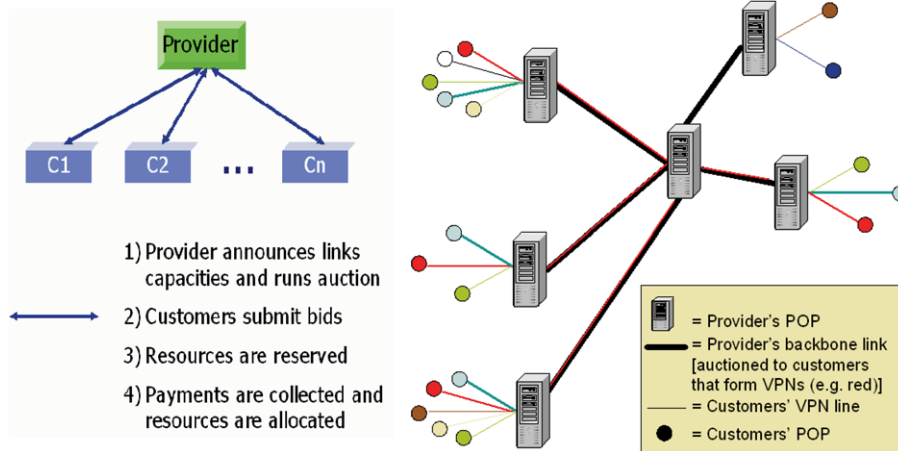 Provider
C1
C2
...
Cn
1) Provider announces links
capacities and runs auction
2) Customers submit bids
3) Resources are reserved
4) Payments are collected and
resources are allocated
= Provider's POP
= Provider's backbone link
[auctioned to customers
that form VPNs (e.g. red)]
= Customers' VPN line
= Customers' POP